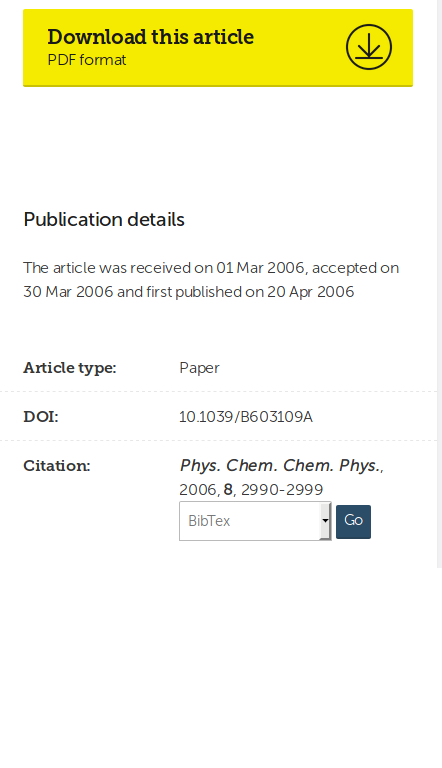 Download this article
PDF format
Publication details
The article was received on 01 Mar 2006, accepted on
30 Mar 2006 and first published on 20 Apr 2006
Article type: Paper
DOI: 10.1039/B603109A
Citation: Phys. Chem. Chem. Phys.,
2006, 8, 2990-2999
BibTex Go